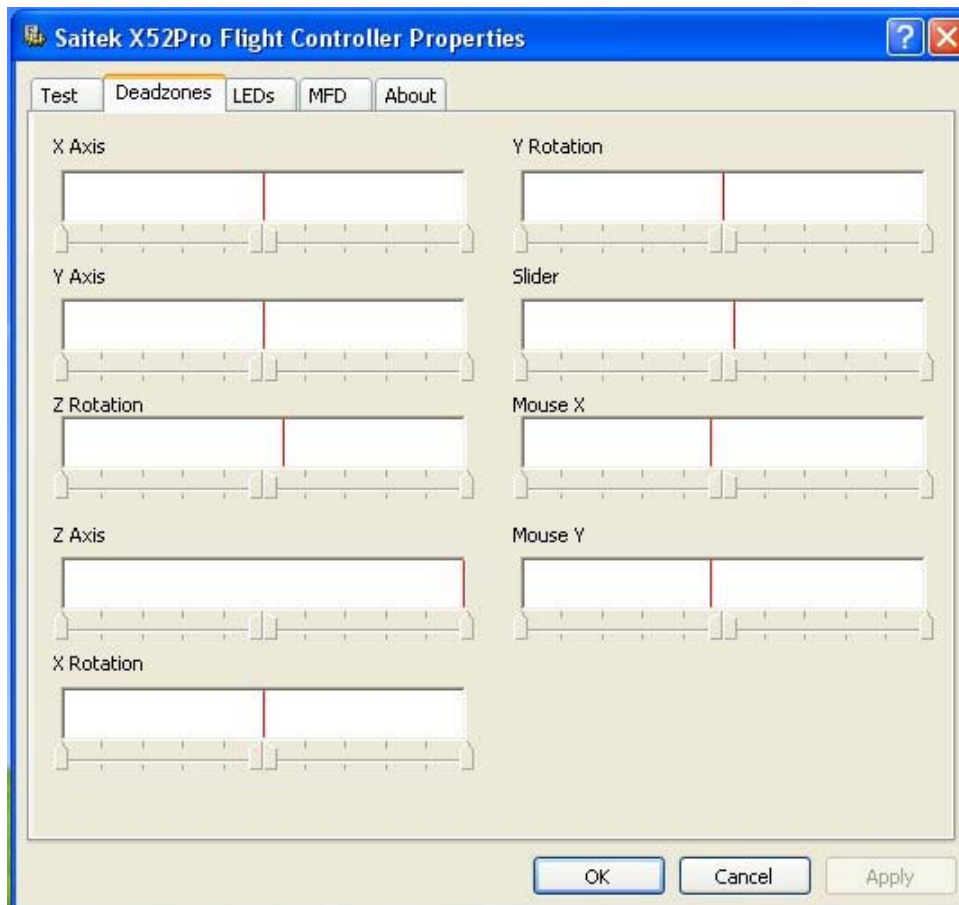 Saitek X52Pro Flight Controller Properties
Test Deadzones LEDs MFD About
X Axis
Y Rotation
Y Axis
Slider
Z Rotation
Mouse X
Z Axis
Mouse Y
X Rotation
OK Cancel Apply